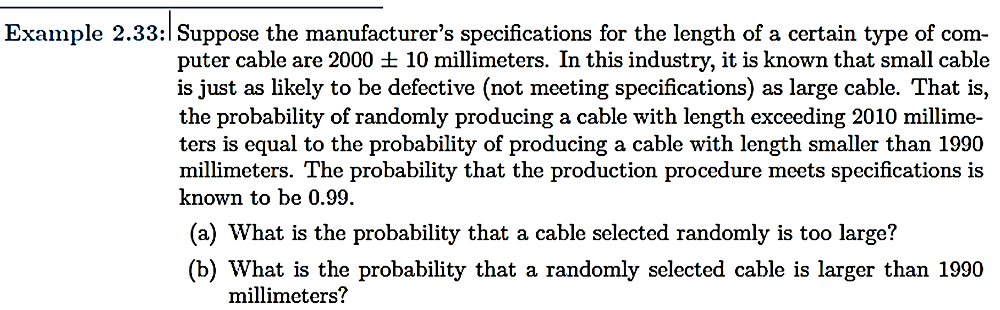 Example 2.33: Suppose the manufacturer's specifications for the length of a certain type of com-
puter cable are 2000 ± 10 millimeters. In this industry, it is known that small cable
is just as likely to be defective (not meeting specifications) as large cable. That is,
the probability of randomly producing a cable with length exceeding 2010 millime-
ters is equal to the probability of producing a cable with length smaller than 1990
millimeters. The probability that the production procedure meets specifications is
known to be 0.99.
(a) What is the probability that a cable selected randomly is too large?
(b) What is the probability that a randomly selected cable is larger than 1990
millimeters?